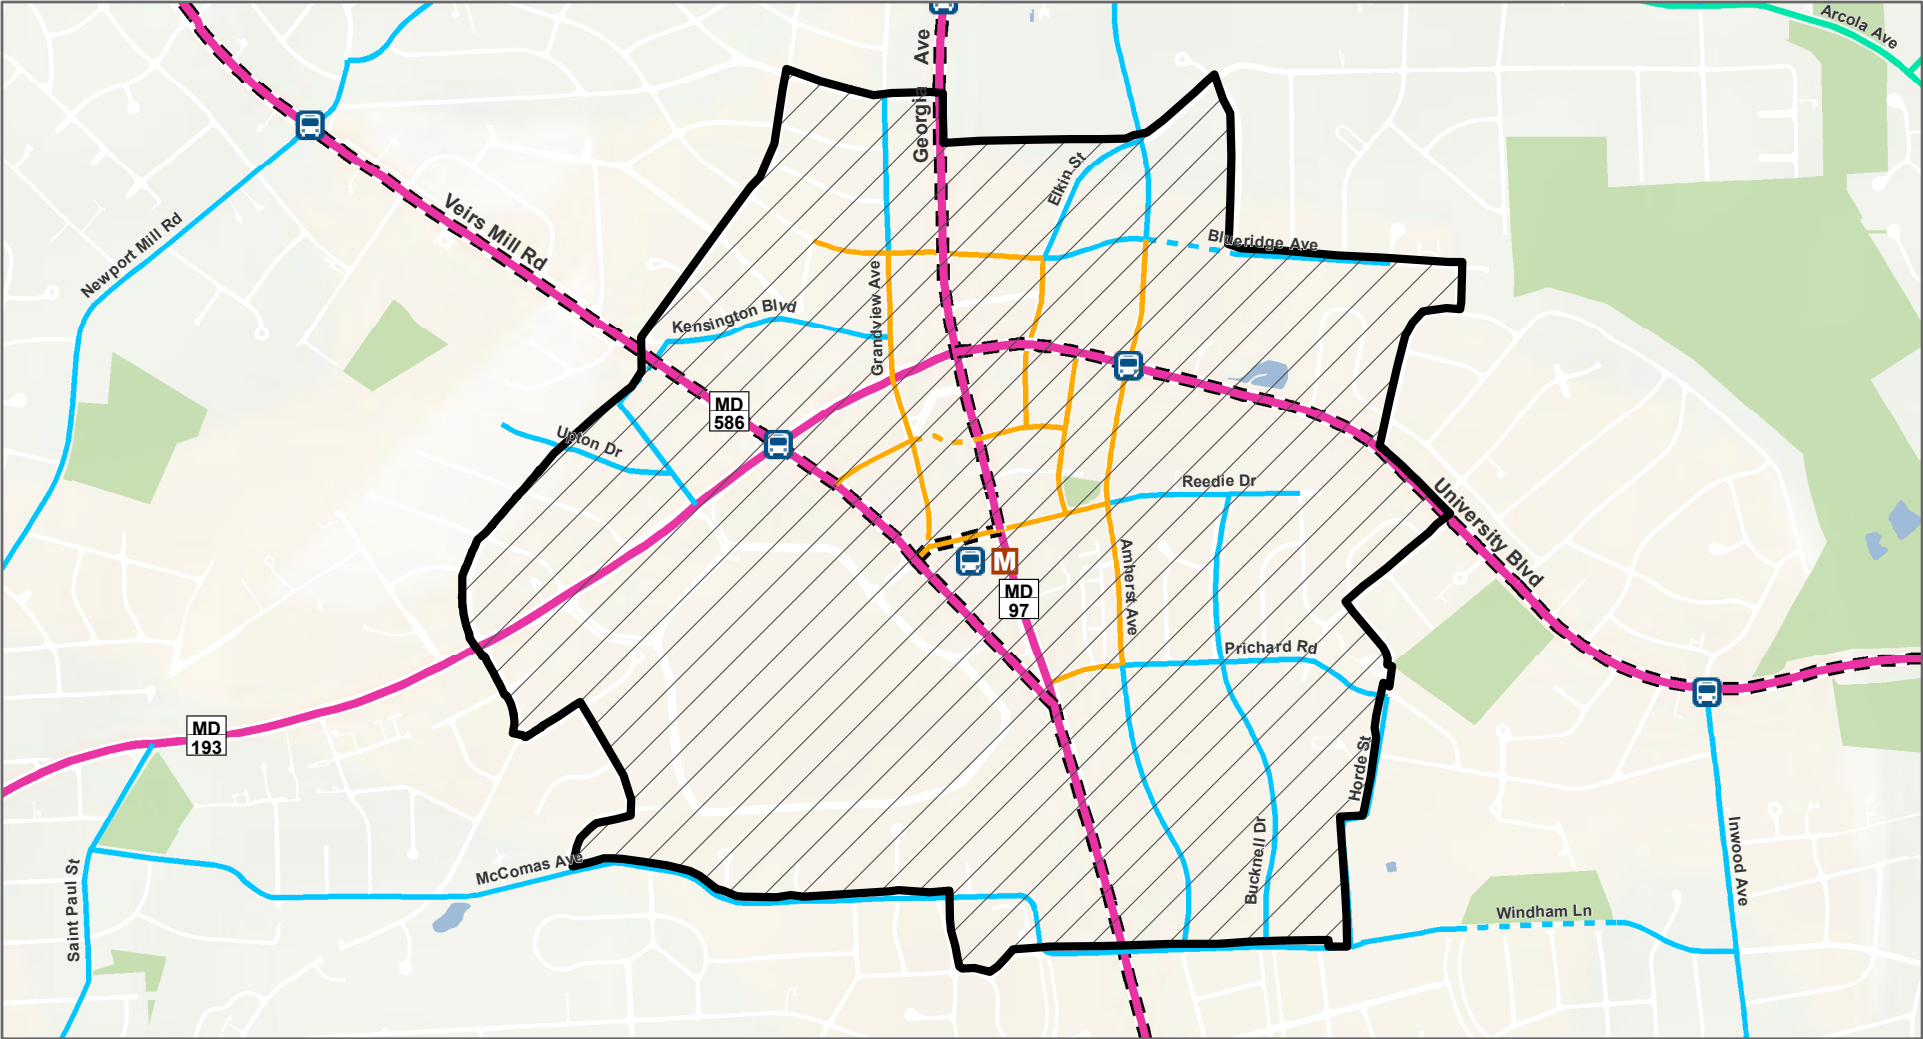 Arcola Ave
Georgia Ave
Elkin St
Veirs Mill Rd
Newport Mill Rd
Blueridge Ave
Kensington Blvd
Grandview Ave
MD
586
Upton Dr
Reedie Dr
University Blvd
M
MD
97
Amherst Ave
Prichard Rd
MD
193
Horde St
McComas Ave
Saint Paul St
Bucknell Dr
Inwood Ave
Windham Ln